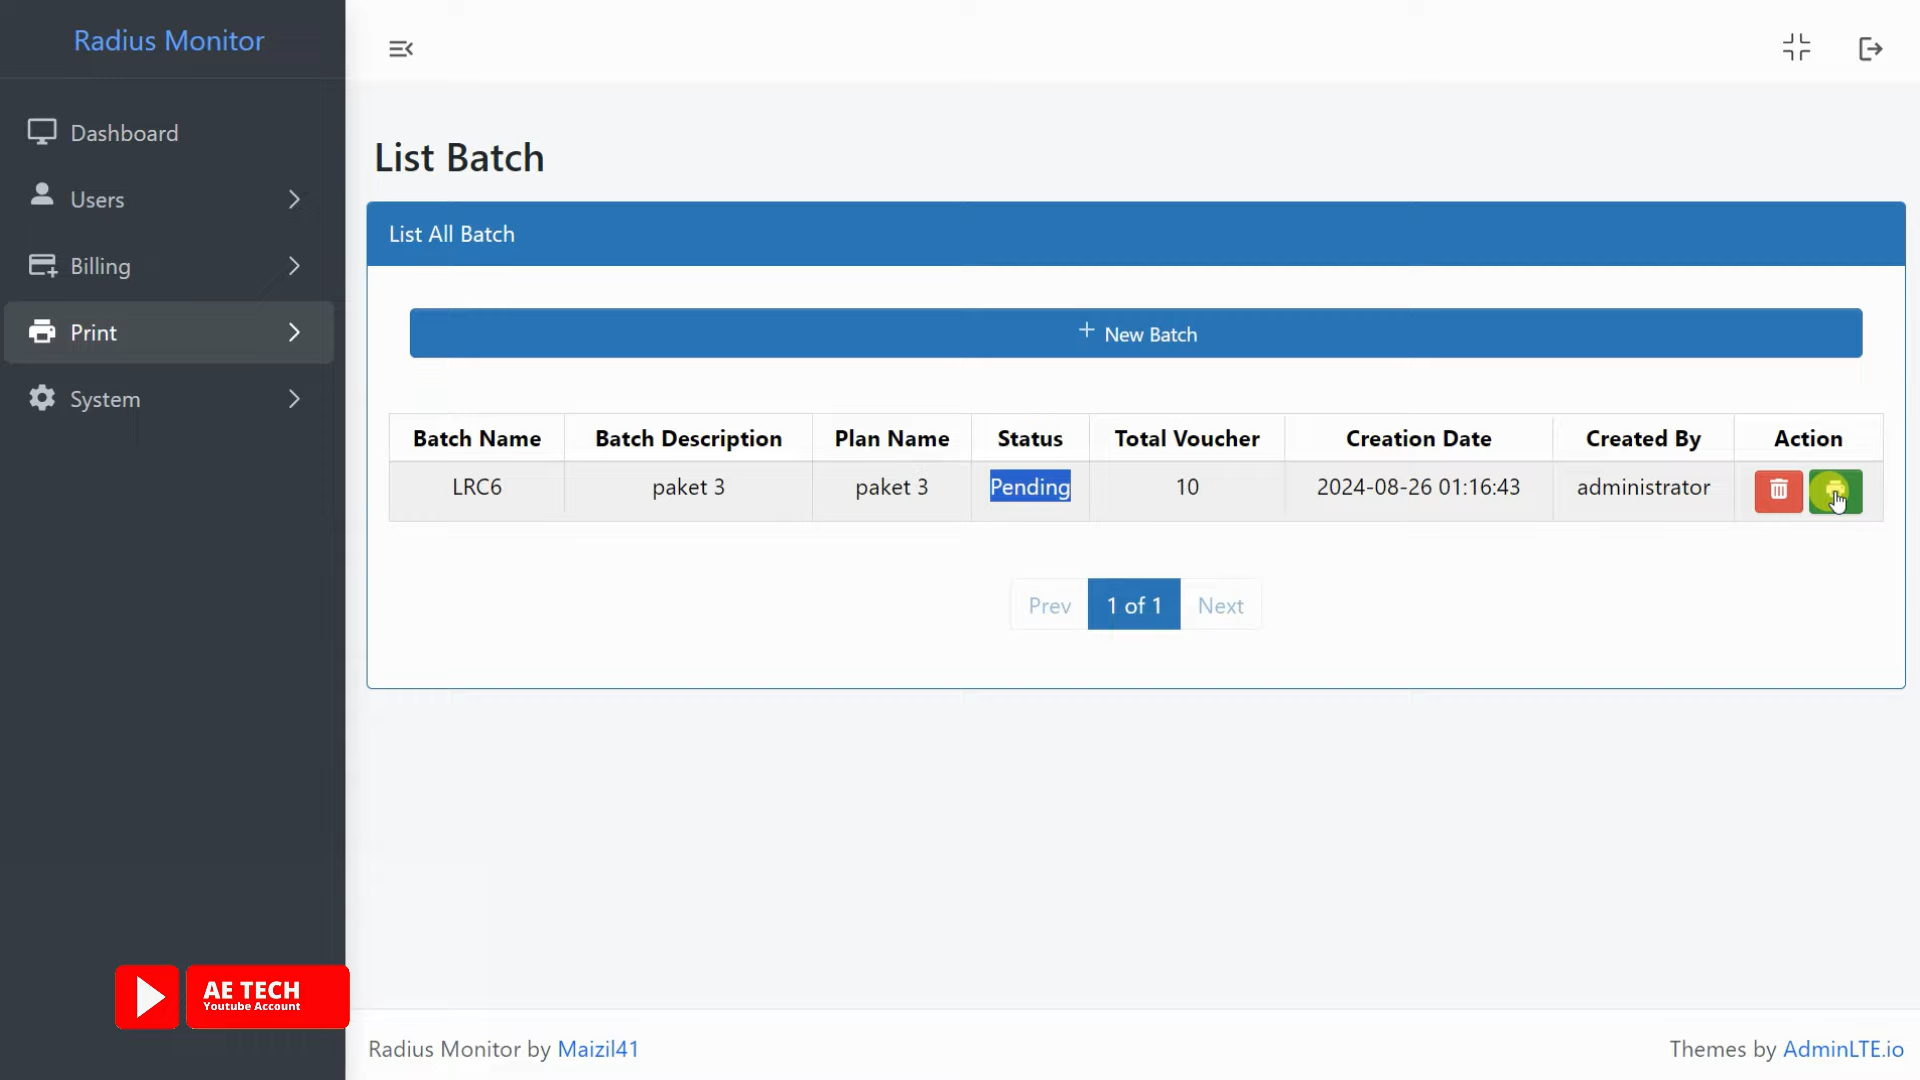 Radius Monitor
Dashboard
Users
Billing
Print
System
List Batch
List All Batch
+ New Batch
Batch Name Batch Description Plan Name Status Total Voucher Creation Date Created By Action
LRC6 paket 3 paket 3 Pending 10 2024-08-26 01:16:43 administrator
Prev 1 of 1 Next
AE TECH
Youtube Account
Radius Monitor by Maizil41 Themes by AdminLTE.io